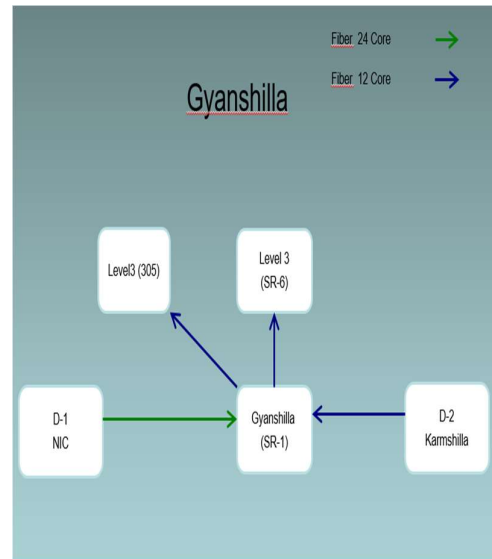 Fiber 24 Core
Fiber 12 Core
Gyanshilla
Level3 (305)
Level 3
(SR-6)
D-1
NIC
Gyanshilla
(SR-1)
D-2
Karmshilla